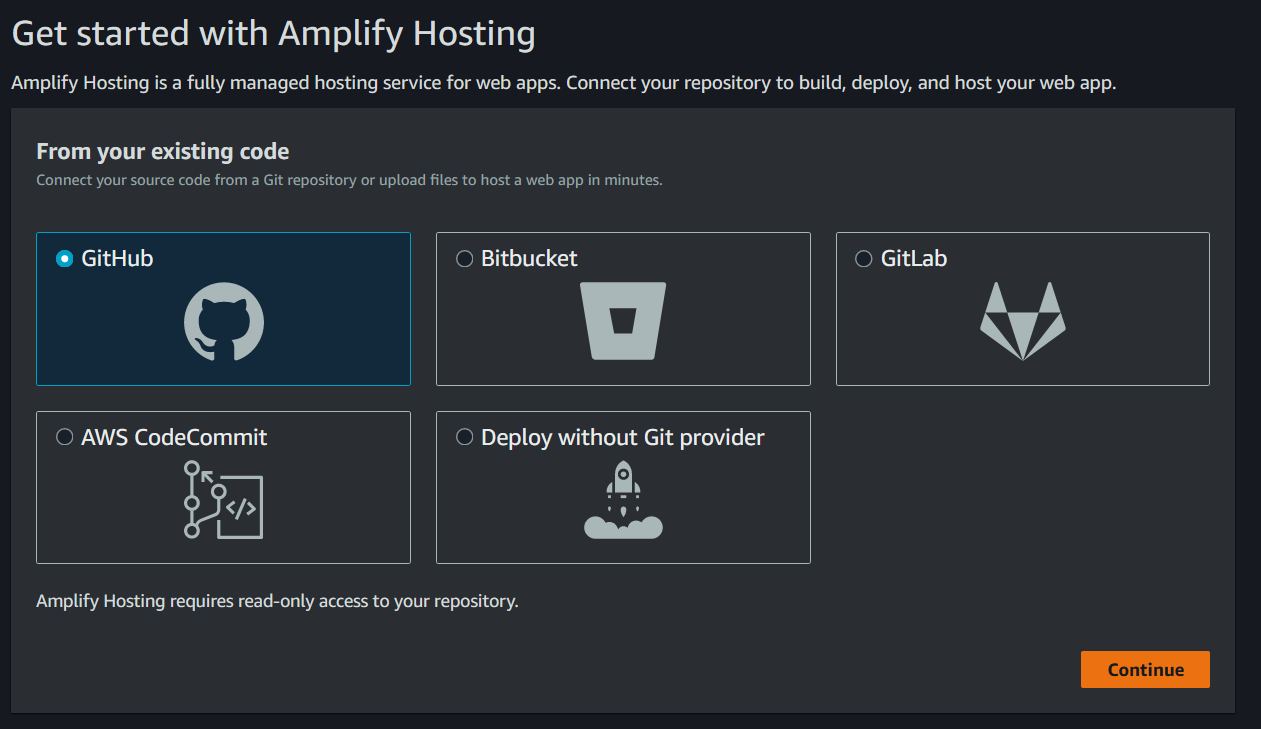 Get started with Amplify Hosting
Amplify Hosting is a fully managed hosting service for web apps. Connect your repository to build, deploy, and host your web app.
From your existing code
Connect your source code from a Git repository or upload files to host a web app in minutes.
GitHub
Bitbucket
GitLab
AWS CodeCommit
</>
Deploy without Git provider
Amplify Hosting requires read-only access to your repository.
Continue